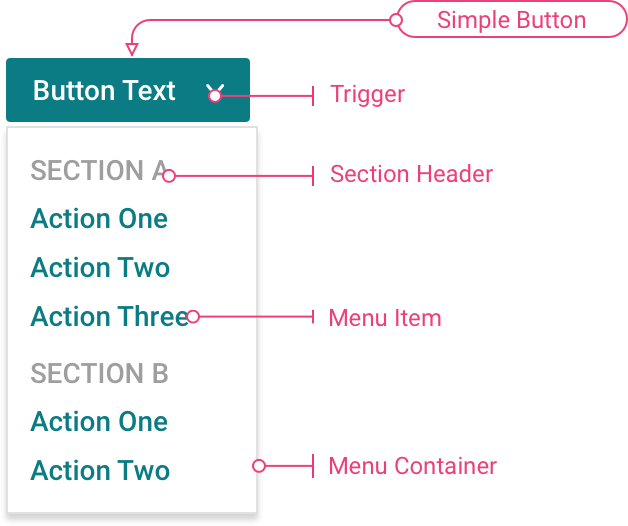 Simple Button
Button Text
Trigger
SECTION A
Section Header
Action One
Action Two
Action Three
Menu Item
SECTION B
Action One
Action Two
Menu Container